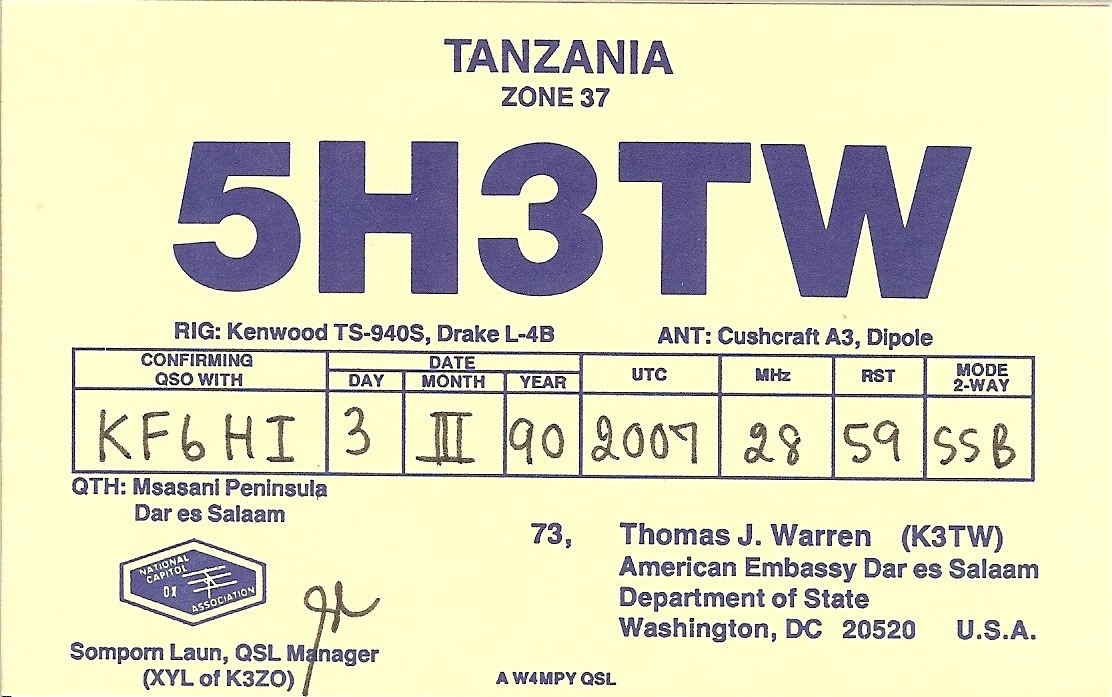 TANZANIA
ZONE 37
5H3TW
RIG: Kenwood TS-940S, Drake L-4B ANT: Cushcraft A3, Dipole
CONFIRMING QSO WITH DATE DAY MONTH YEAR UTC MHz RST MODE 2-WAY
KF6HI 3 III 90 2007 28 59 SSB
QTH: Msasani Peninsula
Dar es Salaam
73, Thomas J. Warren (K3TW)
American Embassy Dar es Salaam
Department of State
Washington, DC 20520 U.S.A.
NATIONAL
CAPITOL
DX
ASSOCIATION
Somporn Laun, QSL Manager
(XYL of K3ZO)
A W4MPY QSL